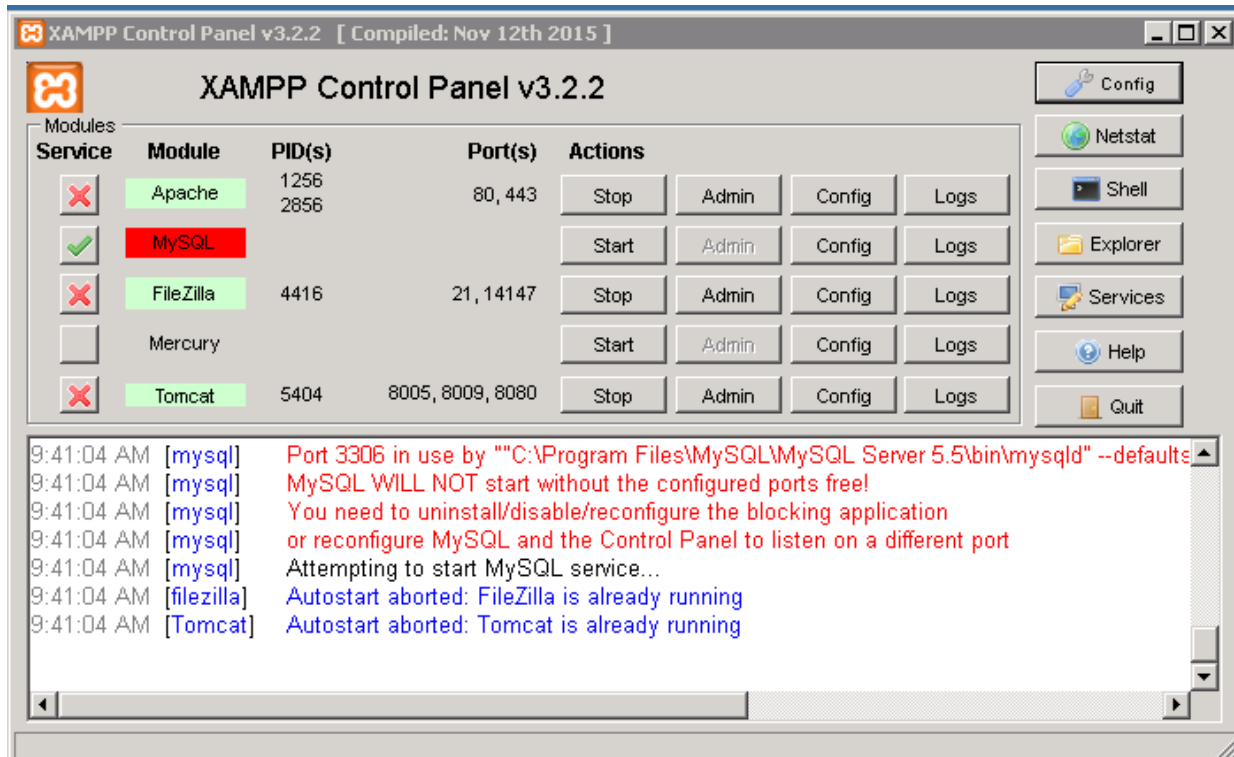 XAMPP Control Panel v3.2.2 [ Compiled: Nov 12th 2015 ]
XAMPP Control Panel v3.2.2
Config
Modules
Service Module PID(s) Port(s) Actions
Netstat
Apache 1256 2856 80, 443 Stop Admin Config Logs
Shell
MySQL Start Admin Config Logs
Explorer
FileZilla 4416 21, 14147 Stop Admin Config Logs
Services
Mercury Start Admin Config Logs
Help
Tomcat 5404 8005, 8009, 8080 Stop Admin Config Logs
Quit
9:41:04 AM [mysql] Port 3306 in use by ""C:\Program Files\MySQL\MySQL Server 5.5\bin\mysqld" --defaults
9:41:04 AM [mysql] MySQL WILL NOT start without the configured ports free!
9:41:04 AM [mysql] You need to uninstall/disable/reconfigure the blocking application
9:41:04 AM [mysql] or reconfigure MySQL and the Control Panel to listen on a different port
9:41:04 AM [mysql] Attempting to start MySQL service...
9:41:04 AM [filezilla] Autostart aborted: FileZilla is already running
9:41:04 AM [Tomcat] Autostart aborted: Tomcat is already running